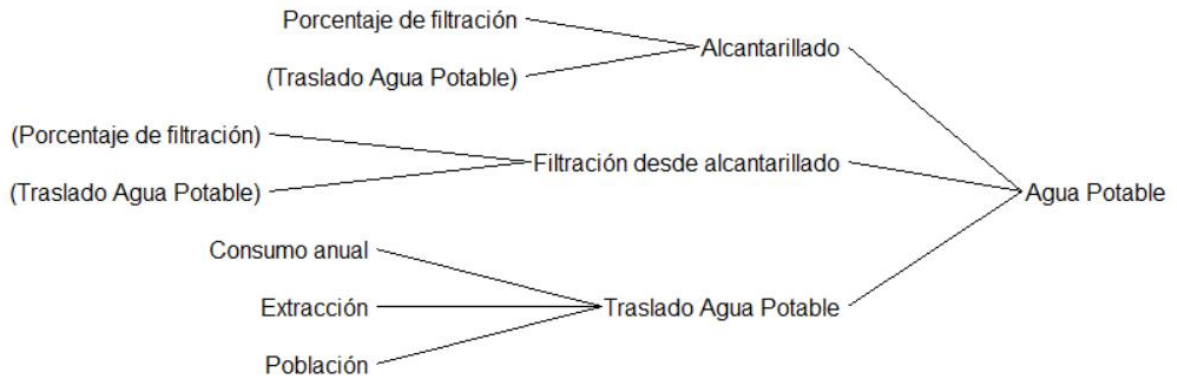 Porcentaje de filtración
Alcantarillado
(Traslado Agua Potable)
(Porcentaje de filtración)
Filtración desde alcantarillado
(Traslado Agua Potable)
Agua Potable
Consumo anual
Extracción
Traslado Agua Potable
Población